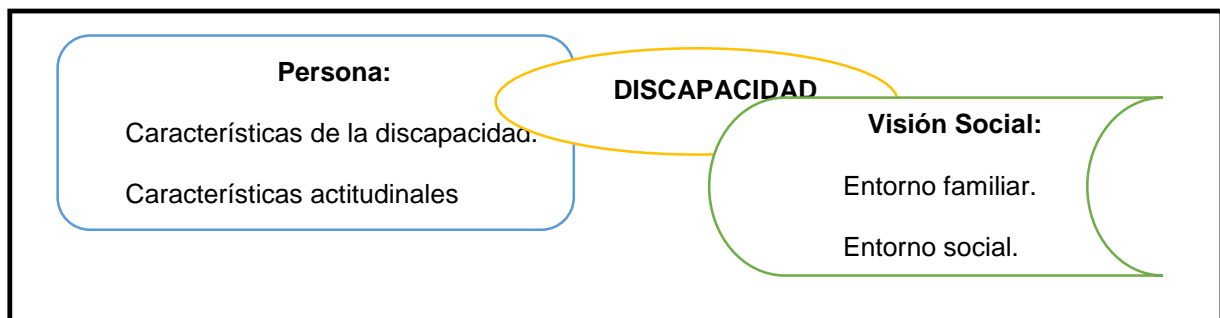 Persona:
Características de la discapacidad.
Características actitudinales
DISCAPACIDAD
Visión Social:
Entorno familiar.
Entorno social.